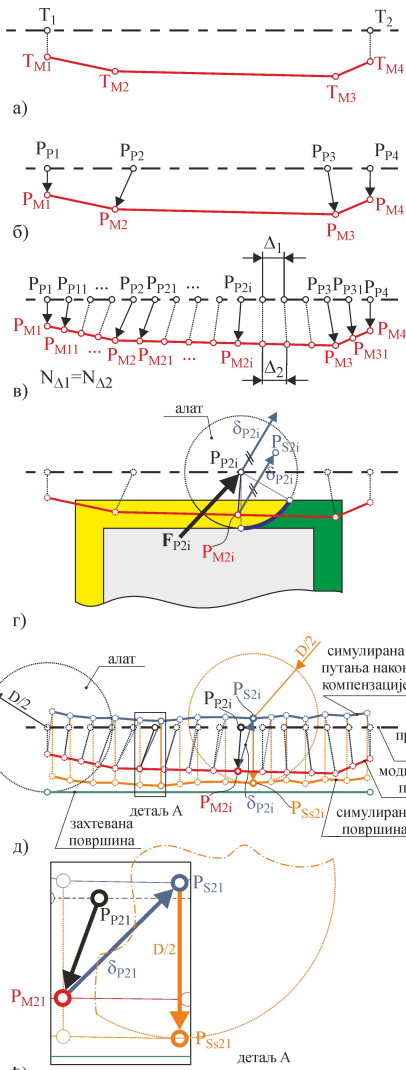 T1 T2
TM1 TM2 TM3 TM4
а)
PP1 PP2 PP3 PP4
PM1 PM2 PM3 PM4
б)
Δ1
PP1 PP11 ... PP2 PP21 ... PP2i PP3 PP31 PP4
PM1 PM11 ... PM2 PM21 ... PM2i PM3 PM31 PM4
Δ2
NΔ1=NΔ2
в)
алат
δP2i
PS2i
PP2i
δP2i
FP2i
PM2i
г)
D/2
алат
симулирана
путања након
компензације
D/2
PS2i
PP2i
пр
PM2i
δP2i
PSs2i
детаљ А
захтевана
површина
симулиран
површина
д)
PS21
PP21
D/2
δP21
PM21
PSs21
детаљ А